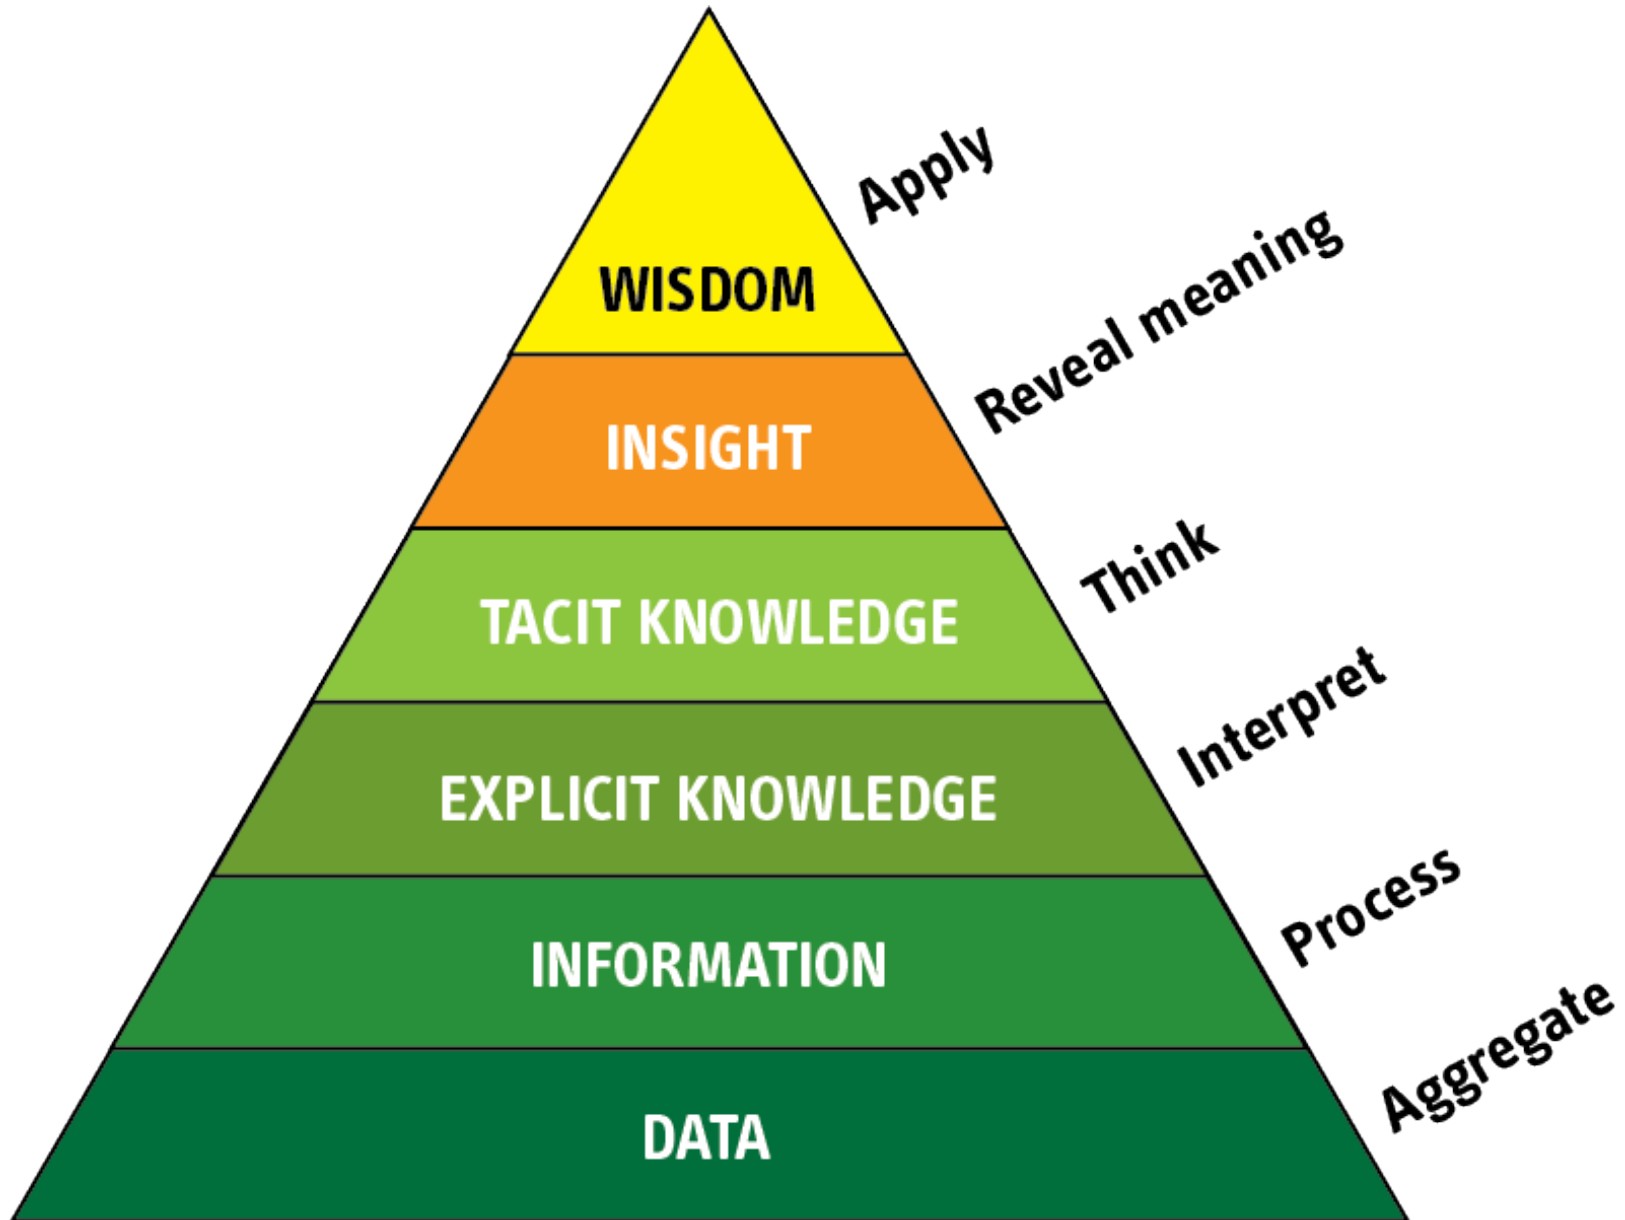 Apply
WISDOM
Reveal meaning
INSIGHT
Think
TACIT KNOWLEDGE
Interpret
EXPLICIT KNOWLEDGE
Process
INFORMATION
Aggregate
DATA